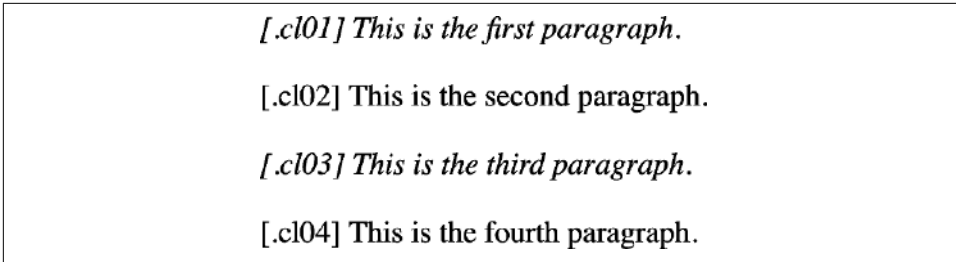 [.cl01] This is the first paragraph.
[.cl02] This is the second paragraph.
[.cl03] This is the third paragraph.
[.cl04] This is the fourth paragraph.